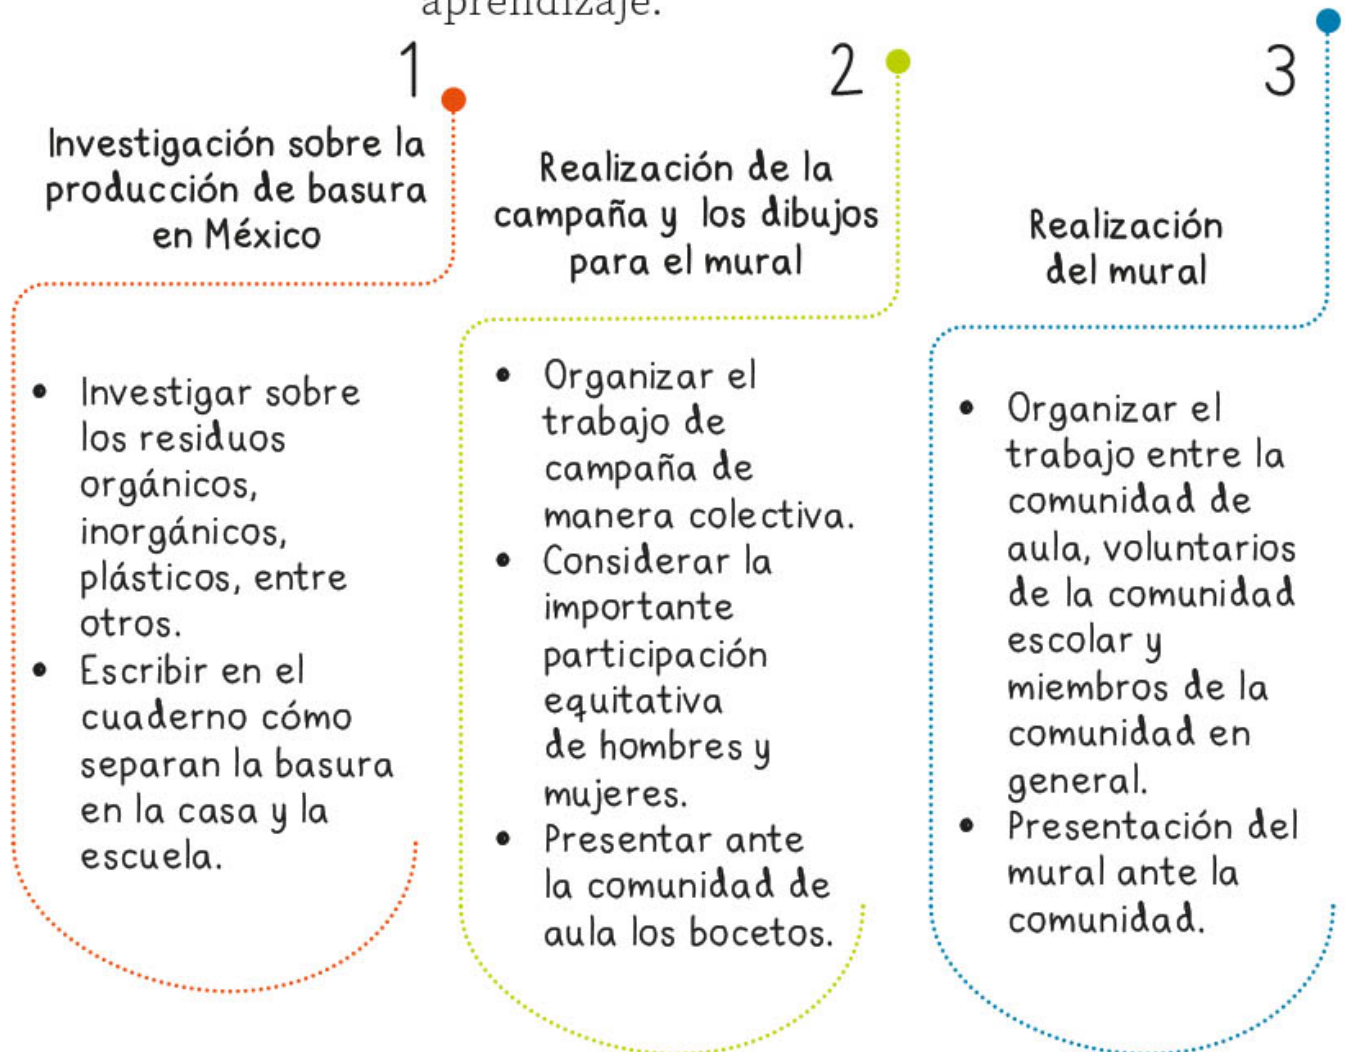 aprendizaje.
1
Investigación sobre la
producción de basura
en México
• Investigar sobre
los residuos
orgánicos,
inorgánicos,
plásticos, entre
otros.
• Escribir en el
cuaderno cómo
separan la basura
en la casa y la
escuela.
2
Realización de la
campaña y los dibujos
para el mural
• Organizar el
trabajo de
campaña de
manera colectiva.
• Considerar la
importante
participación
equitativa
de hombres y
mujeres.
• Presentar ante
la comunidad de
aula los bocetos.
3
Realización
del mural
• Organizar el
trabajo entre la
comunidad de
aula, voluntarios
de la comunidad
escolar y
miembros de la
comunidad en
general.
• Presentación del
mural ante la
comunidad.